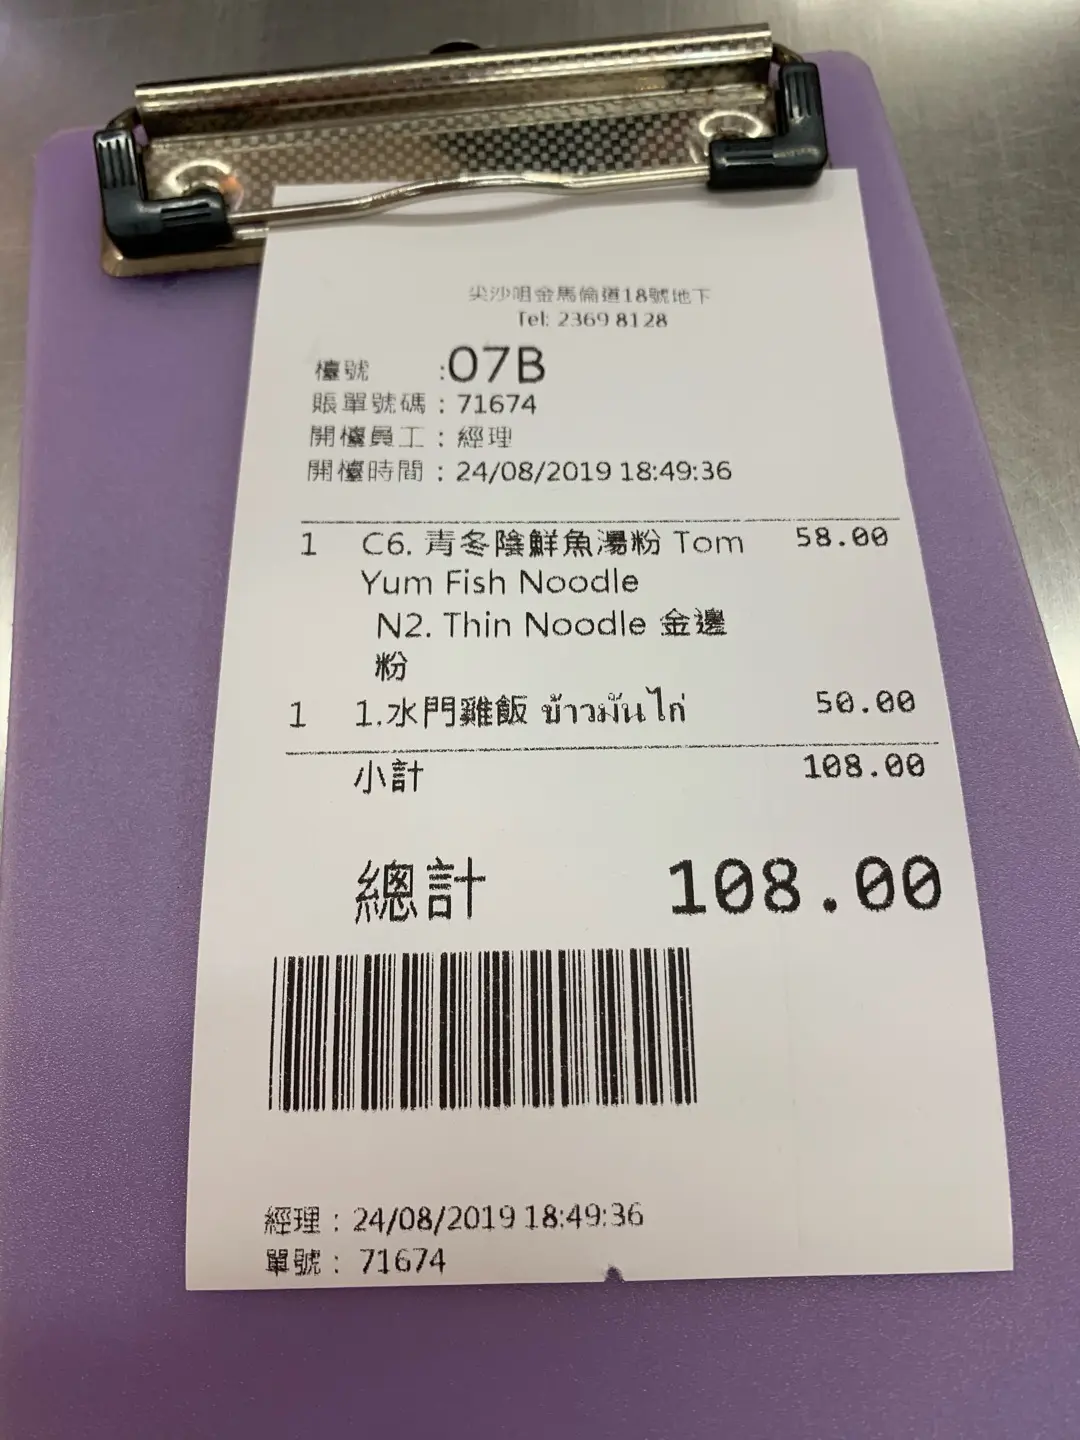 尖沙咀金馬倫道18號地下
Tel: 2369 8128
檯號 :07B
賬單號碼 : 71674
開檯員工 : 經理
開檯時間 : 24/08/2019 18:49:36
1 C6. 青冬陰鮮魚湯粉 Tom 58.00
Yum Fish Noodle
N2. Thin Noodle 金邊
粉
1 1.水門雞飯 ข้าวมันไก่ 50.00
小計 108.00
總計 108.00
經理 : 24/08/2019 18:49:36
單號 : 71674